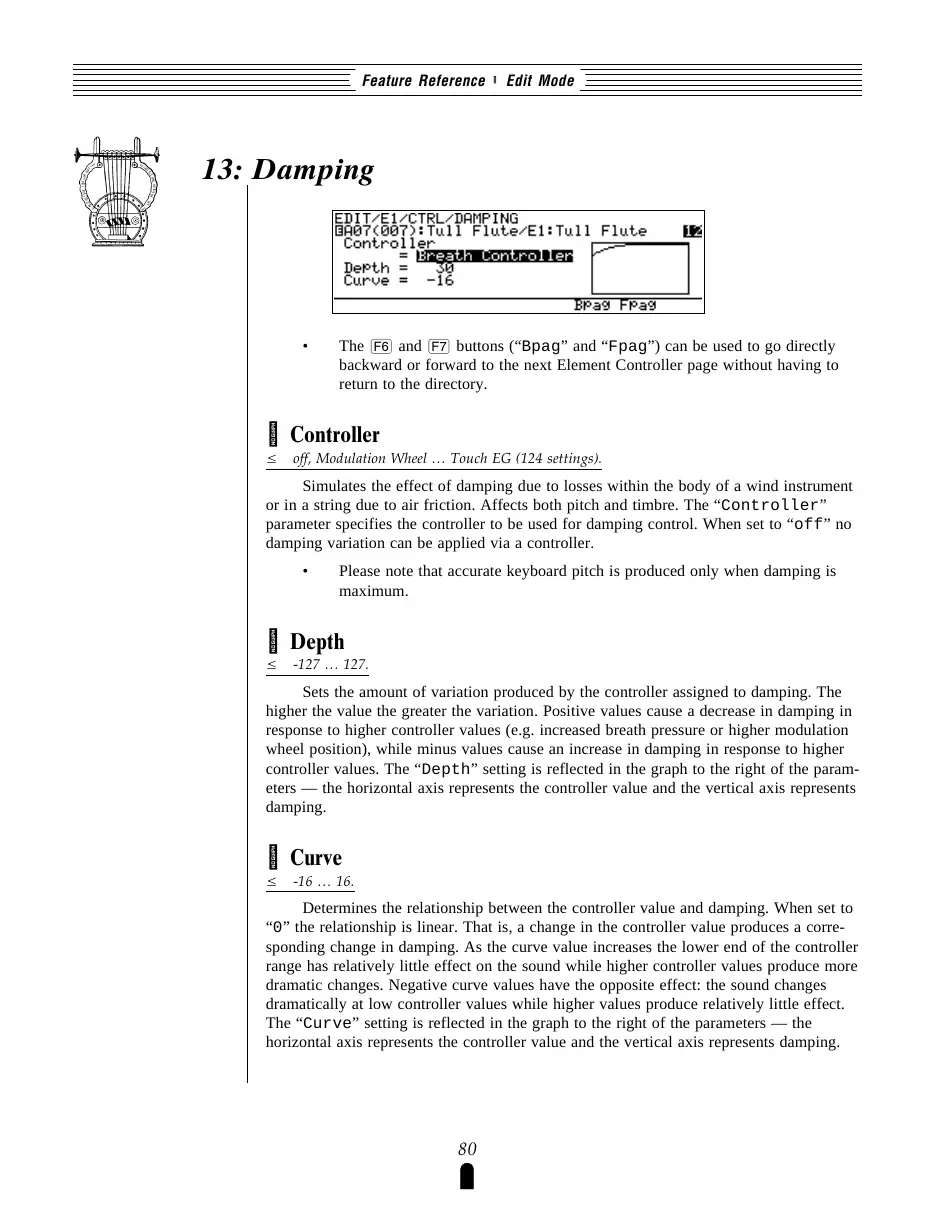 Feature Reference ❙ Edit Mode
13: Damping
EDIT/E1/CTRL/DAMPING
EA07(007):Tull Flute/E1:Tull Flute 12
Controller
= Breath Controller
Depth = 30
Curve = -16
Bpag Fpag
• The F6 and F7 buttons (“Bpag” and “Fpag”) can be used to go directly
backward or forward to the next Element Controller page without having to
return to the directory.
NO GRAPH Controller
≤ off, Modulation Wheel … Touch EG (124 settings).
Simulates the effect of damping due to losses within the body of a wind instrument
or in a string due to air friction. Affects both pitch and timbre. The “Controller”
parameter specifies the controller to be used for damping control. When set to “off” no
damping variation can be applied via a controller.
• Please note that accurate keyboard pitch is produced only when damping is
maximum.
NO GRAPH Depth
≤ -127 … 127.
Sets the amount of variation produced by the controller assigned to damping. The
higher the value the greater the variation. Positive values cause a decrease in damping in
response to higher controller values (e.g. increased breath pressure or higher modulation
wheel position), while minus values cause an increase in damping in response to higher
controller values. The “Depth” setting is reflected in the graph to the right of the param-
eters — the horizontal axis represents the controller value and the vertical axis represents
damping.
NO GRAPH Curve
≤ -16 … 16.
Determines the relationship between the controller value and damping. When set to
“0” the relationship is linear. That is, a change in the controller value produces a corre-
sponding change in damping. As the curve value increases the lower end of the controller
range has relatively little effect on the sound while higher controller values produce more
dramatic changes. Negative curve values have the opposite effect: the sound changes
dramatically at low controller values while higher values produce relatively little effect.
The “Curve” setting is reflected in the graph to the right of the parameters — the
horizontal axis represents the controller value and the vertical axis represents damping.
80